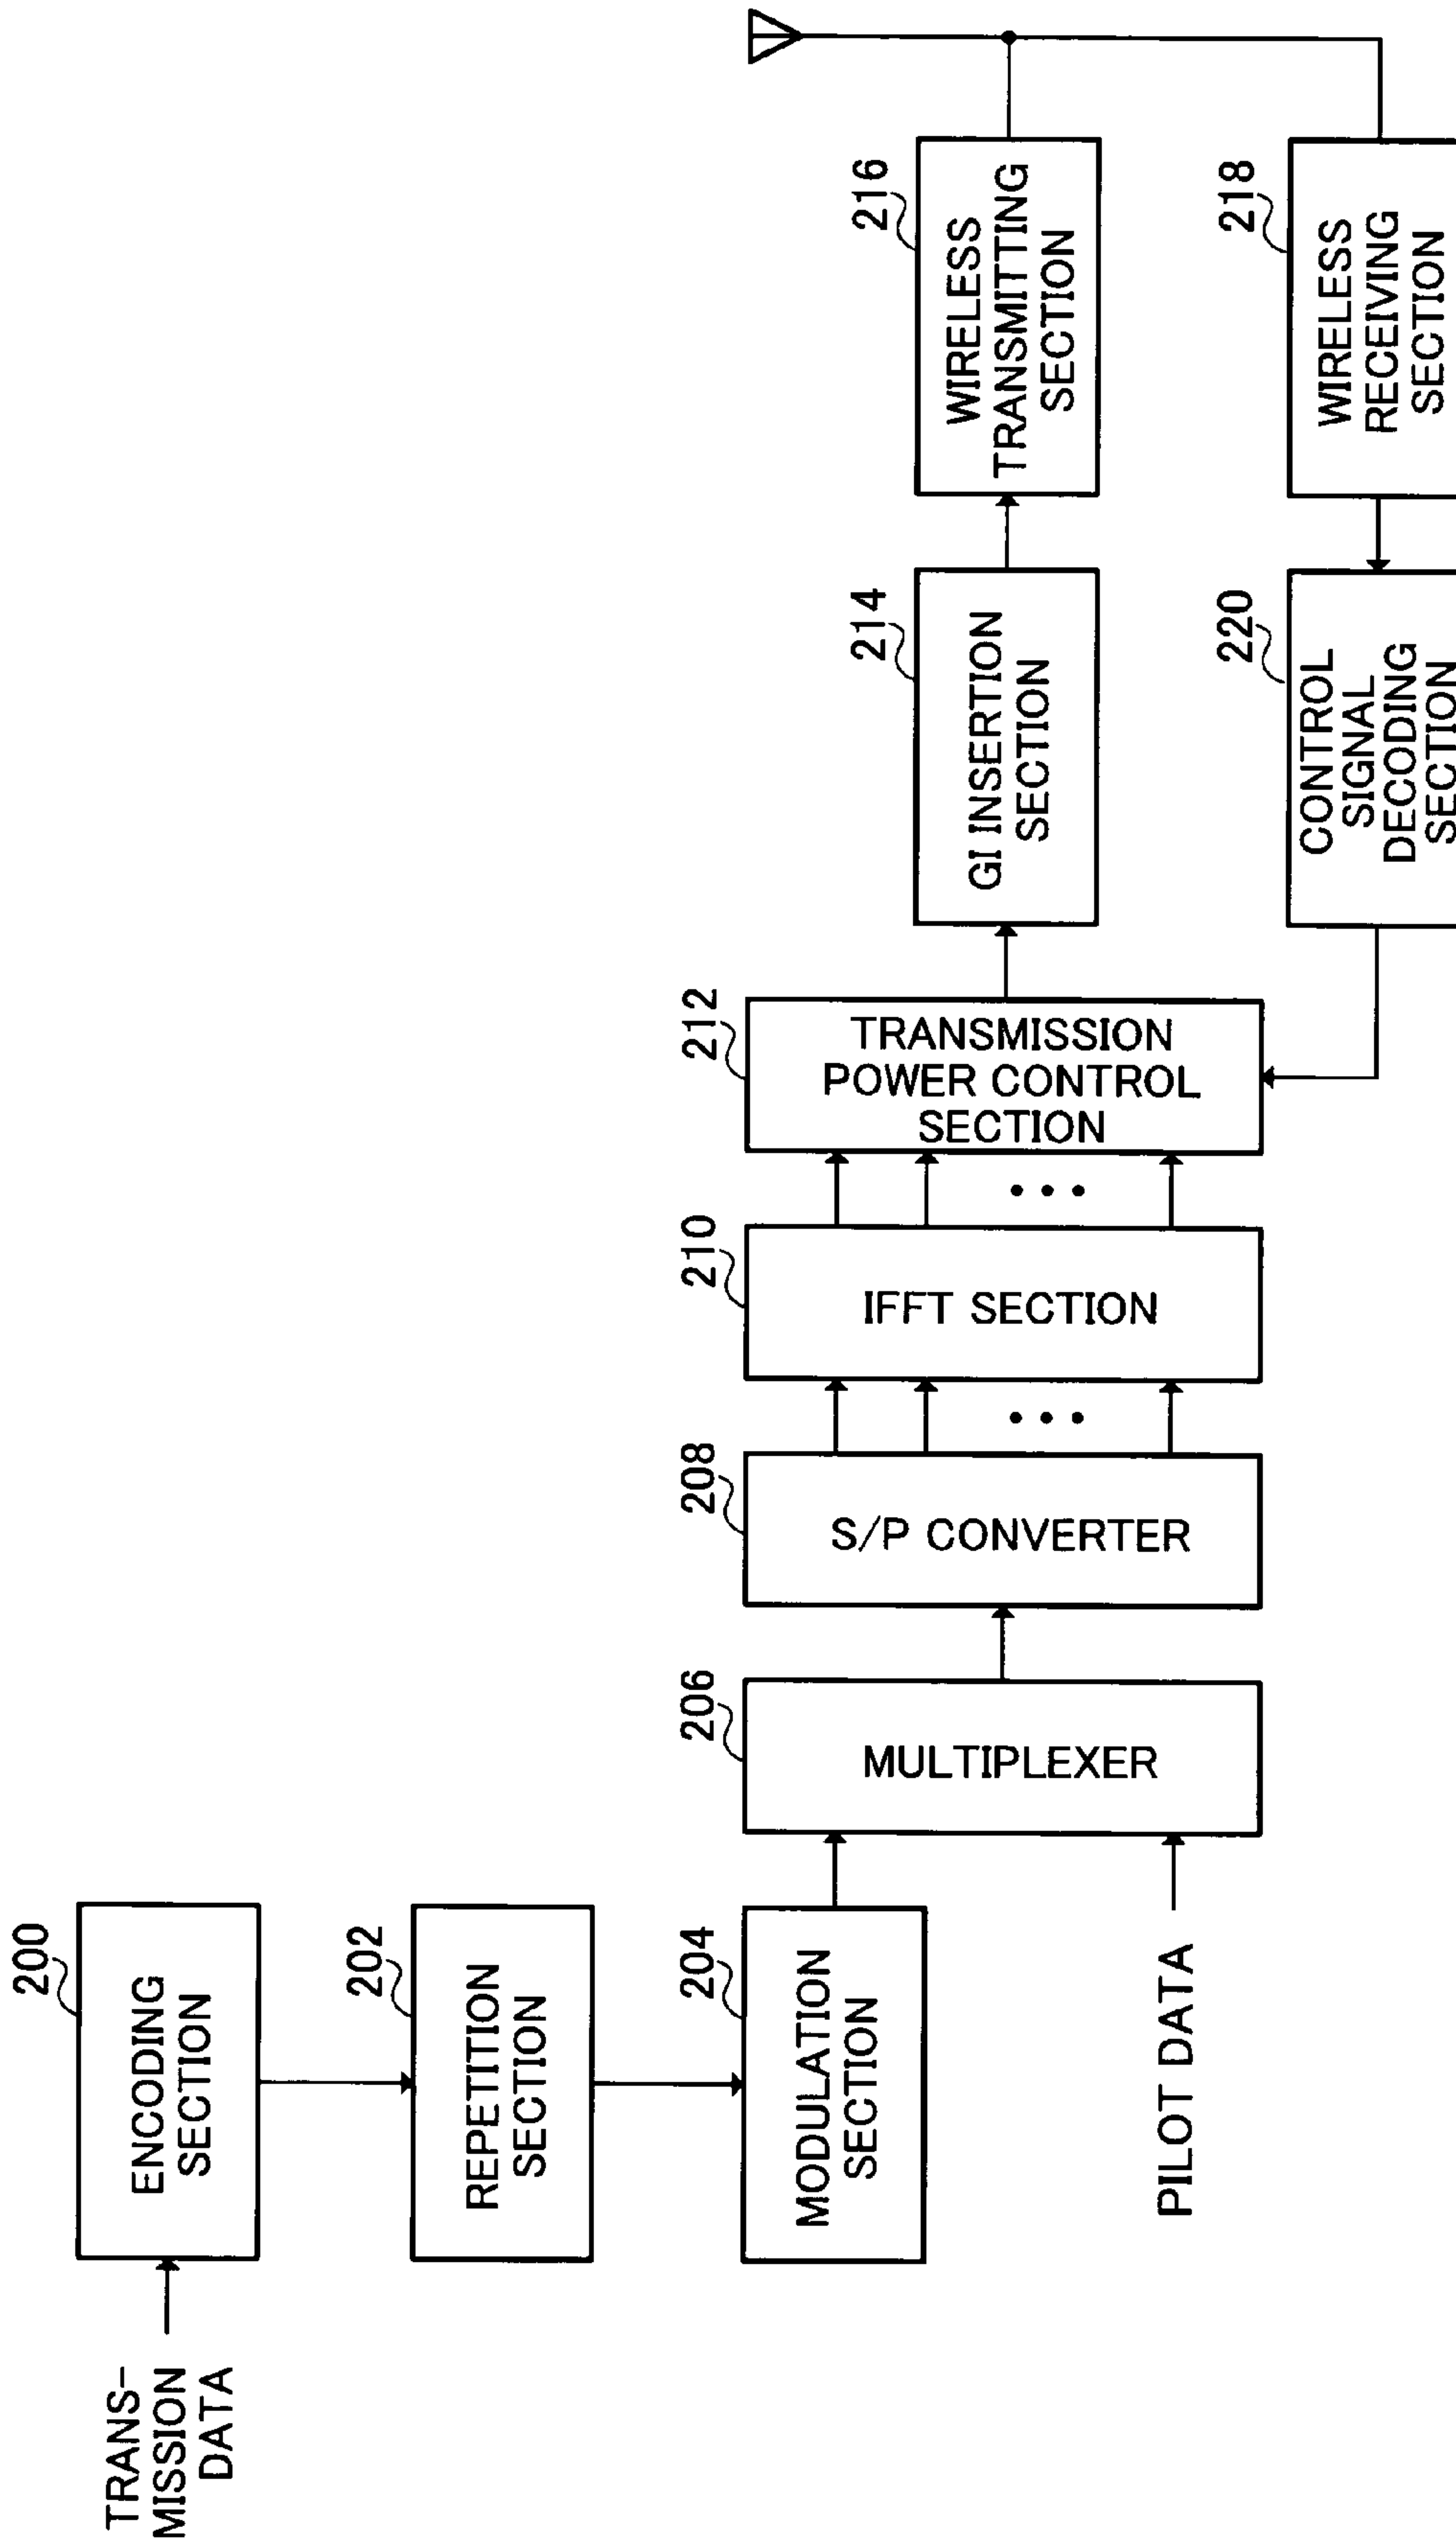 TRANS-
MISSION
DATA
200
ENCODING
SECTION
202
REPETITION
SECTION
204
MODULATION
SECTION
PILOT DATA
206
MULTIPLEXER
208
S/P CONVERTER
210
IFFT SECTION
212
TRANSMISSION
POWER CONTROL
SECTION
214
GI INSERTION
SECTION
216
WIRELESS
TRANSMITTING
SECTION
218
WIRELESS
RECEIVING
SECTION
220
CONTROL
SIGNAL
DECODING
SECTION